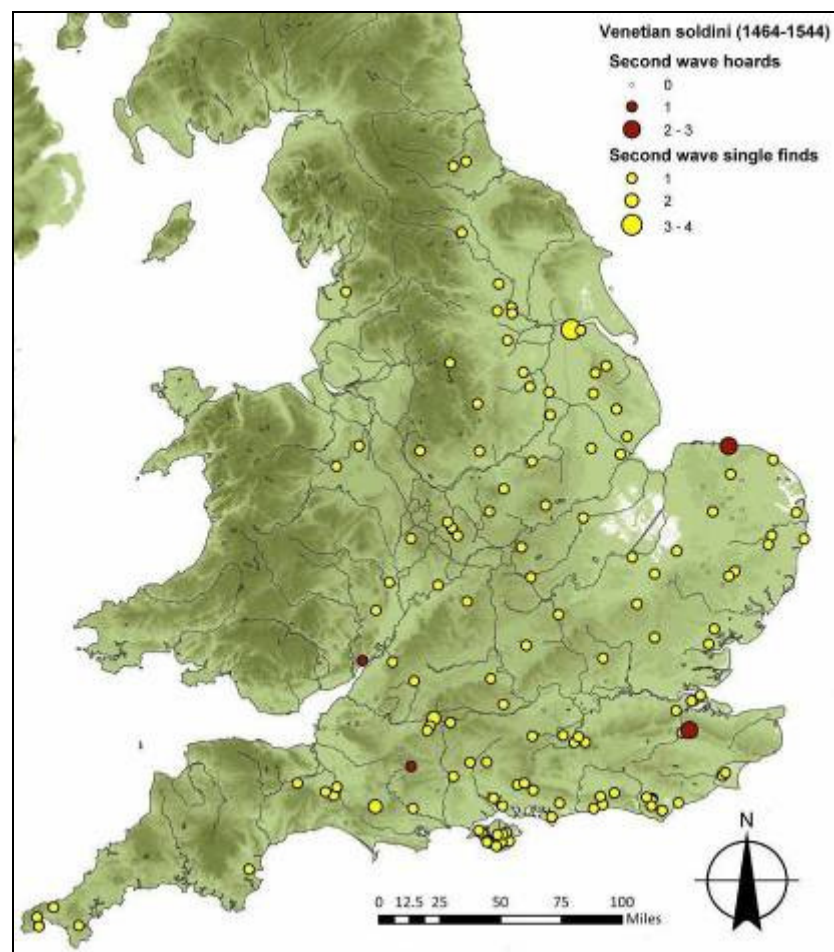 Venetian soldini (1464-1544)
Second wave hoards
0
1
2 - 3
Second wave single finds
1
2
3 - 4
N
0 12.5 25 50 75 100
Miles